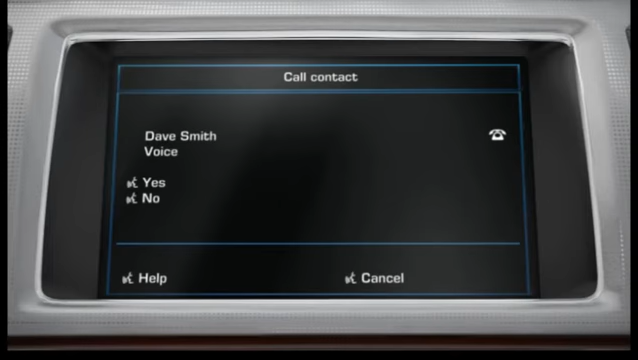 Call contact
Dave Smith
Voice
Yes
No
Help
Cancel